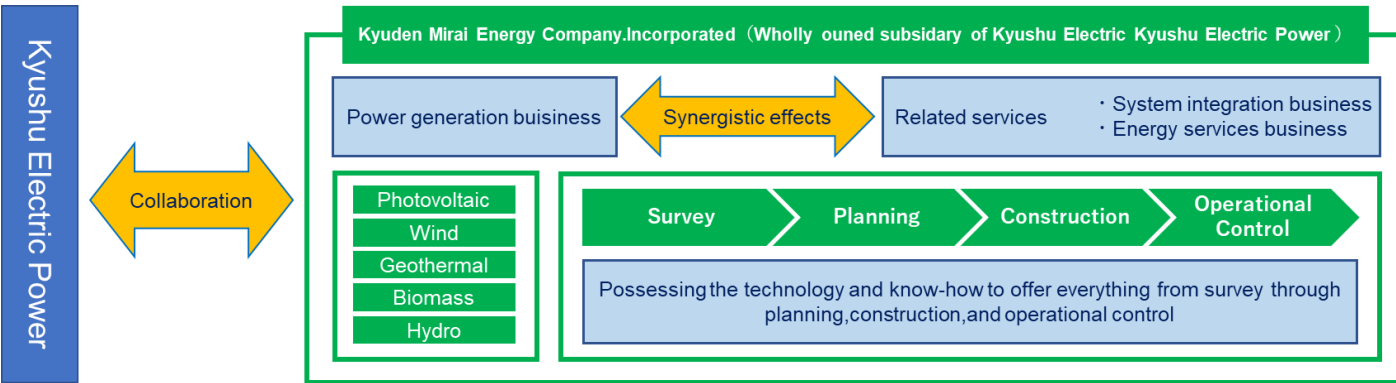 Kyushu Electric Power
Collaboration
Kyuden Mirai Energy Company.Incorporated（Wholly ouned subsidary of Kyushu Electric Kyushu Electric Power）
Power generation buisiness
Synergistic effects
Related services
・System integration business
・Energy services business
Photovoltaic
Wind
Geothermal
Biomass
Hydro
Survey
Planning
Construction
Operational
Control
Possessing the technology and know-how to offer everything from survey through
planning,construction,and operational control